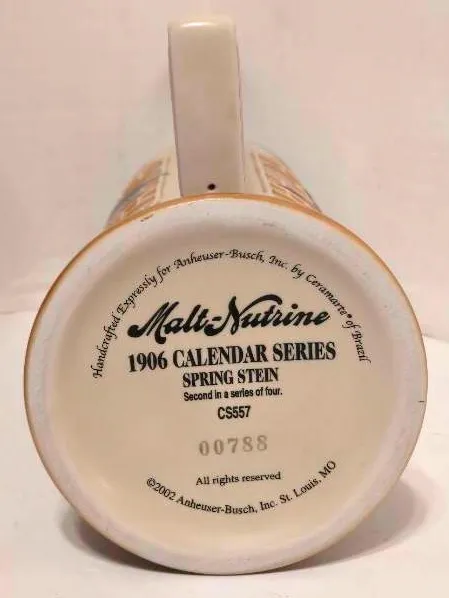 Handcrafted Expressly for Anheuser-Busch, Inc. by Ceramarte® of Brazil
Malt-Nutrine
1906 CALENDAR SERIES
SPRING STEIN
Second in a series of four.
CS557
00788
All rights reserved
©2002 Anheuser-Busch, Inc. St. Louis, MO